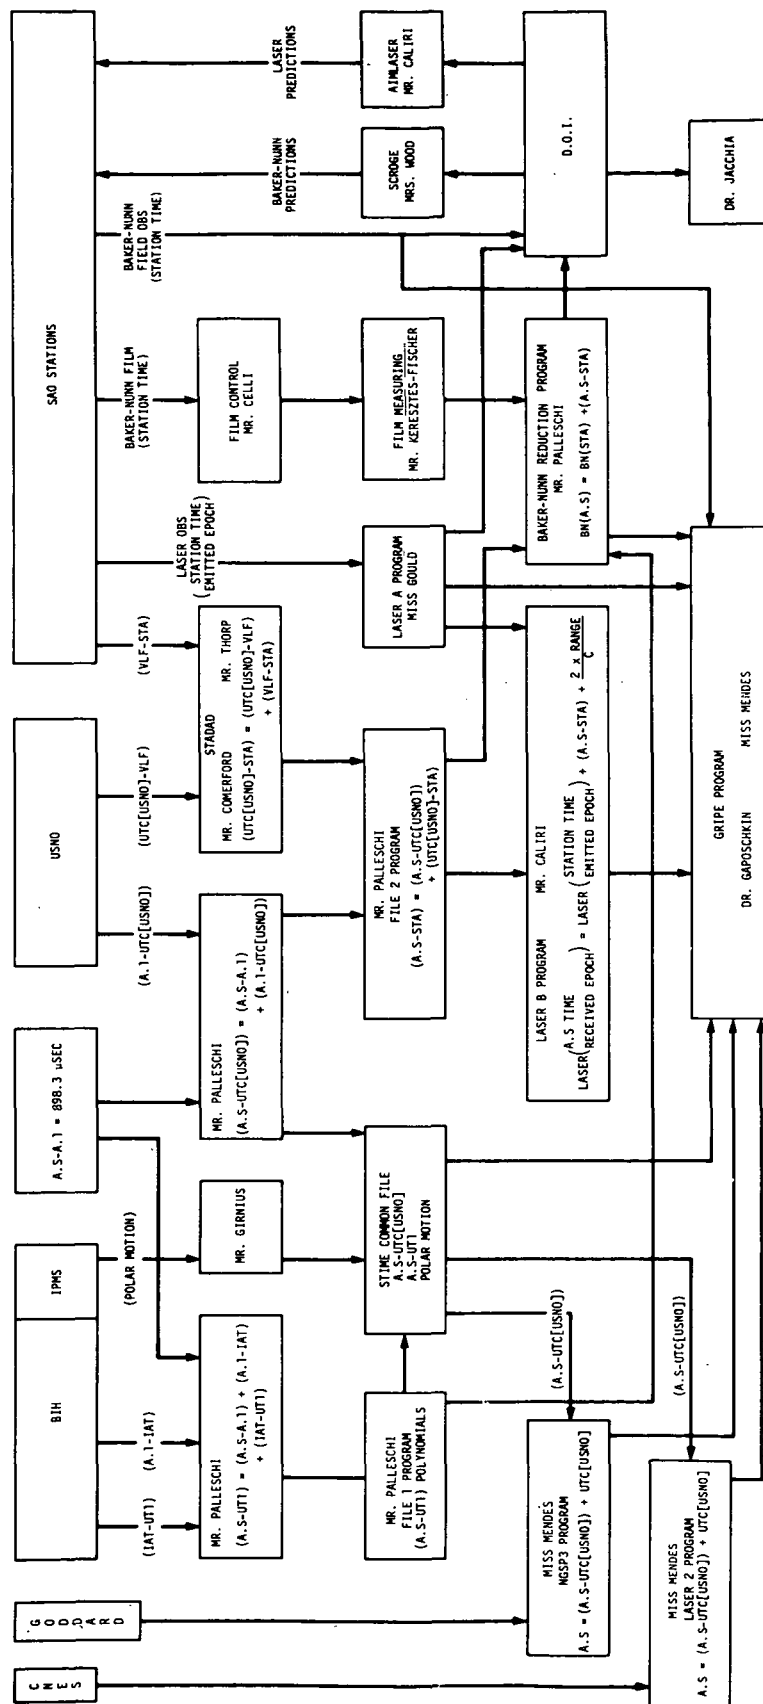 CNES
GODDARD
BIH
IPMS
A.S-A.1 = 898.3 µSEC
USNO
SAO STATIONS
(IAT-UT1)
(A.1-IAT)
(POLAR MOTION)
(A.1-UTC[USNO])
(UTC[USNO]-VLF)
(VLF-STA)
LASER OBS
(STATION TIME
EMITTED EPOCH)
BAKER-NUNN FILM
(STATION TIME)
BAKER-NUNN
FIELD OBS
(STATION TIME)
BAKER-NUNN
PREDICTIONS
LASER
PREDICTIONS
MR. PALLESCHI
(A.S-UT1) = (A.S-A.1) + (A.1-IAT)
+ (IAT-UT1)
MR. GIRNIUS
MR. PALLESCHI
(A.S-UTC[USNO]) = (A.S-A.1)
+ (A.1-UTC[USNO])
STADAD
MR. COMERFORD MR. THORP
(UTC[USNO]-STA) = (UTC[USNO]-VLF)
+ (VLF-STA)
FILM CONTROL
MR. CELLI
MR. PALLESCHI
FILE 1 PROGRAM
(A.S-UT1) POLYNOMIALS
STIME COMMON FILE
A.S-UTC[USNO]
A.S-UT1
POLAR MOTION
MR. PALLESCHI
FILE 2 PROGRAM
(A.S-STA) = (A.S-UTC[USNO])
+ (UTC[USNO]-STA)
LASER A PROGRAM
MISS GOULD
FILM MEASURING
MR. KERESZTES-FISCHER
SCROGE
MRS. WOOD
AIMLASER
MR. CALIRI
(A.S-UTC[USNO])
(A.S-UTC[USNO])
MISS MENDES
NGSP3 PROGRAM
A.S = (A.S-UTC[USNO]) + UTC[USNO]
LASER B PROGRAM MR. CALIRI
LASER(A.S TIME RECEIVED EPOCH) = LASER(STATION TIME EMITTED EPOCH) + (A.S-STA) + 2 x RANGE / C
BAKER-NUNN REDUCTION PROGRAM
MR. PALLESCHI
BN(A.S) = BN(STA) +(A.S-STA)
D.O.I.
MISS MENDES
LASER 2 PROGRAM
A.S = (A.S-UTC[USNO]) + UTC[USNO]
GRIPE PROGRAM
DR. GAPOSCHKIN MISS MENDES
DR. JACCHIA